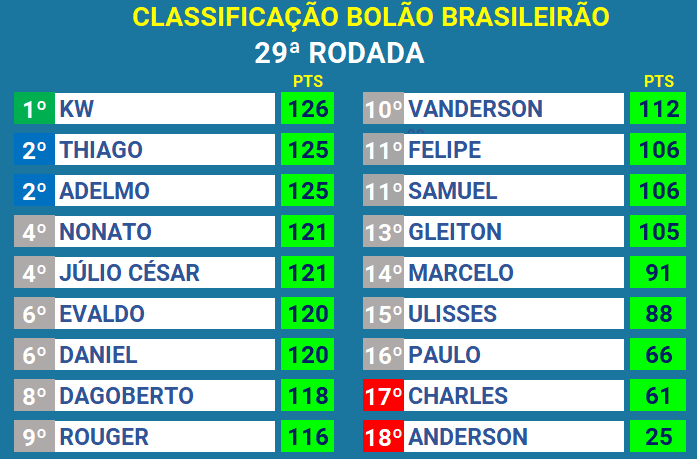 CLASSIFICAÇÃO BOLÃO BRASILEIRÃO
29ª RODADA
PTS
1º KW 126
2º THIAGO 125
2º ADELMO 125
4º NONATO 121
4º JÚLIO CÉSAR 121
6º EVALDO 120
6º DANIEL 120
8º DAGOBERTO 118
9º ROUGER 116
PTS
10º VANDERSON 112
11º FELIPE 106
11º SAMUEL 106
13º GLEITON 105
14º MARCELO 91
15º ULISSES 88
16º PAULO 66
17º CHARLES 61
18º ANDERSON 25